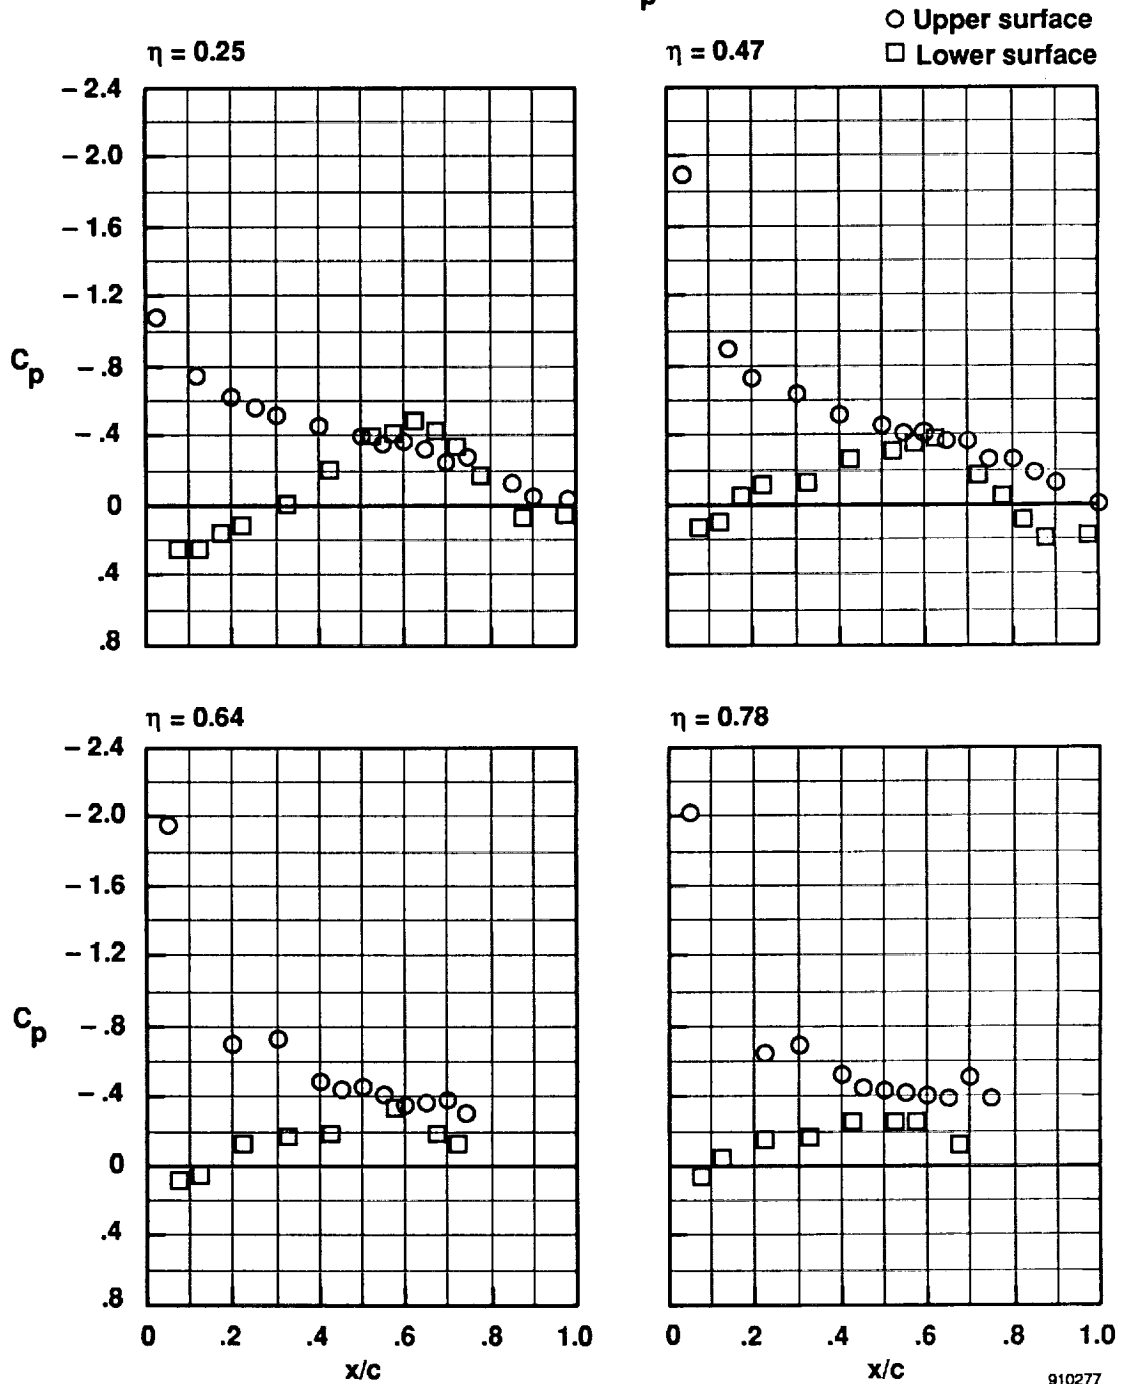 p
○ Upper surface
□ Lower surface
η = 0.25
η = 0.47
– 2.4
– 2.0
– 1.6
– 1.2
– .8
– .4
0
.4
.8
Cp
η = 0.64
η = 0.78
– 2.4
– 2.0
– 1.6
– 1.2
– .8
– .4
0
.4
.8
Cp
0 .2 .4 .6 .8 1.0
x/c
0 .2 .4 .6 .8 1.0
x/c
910277